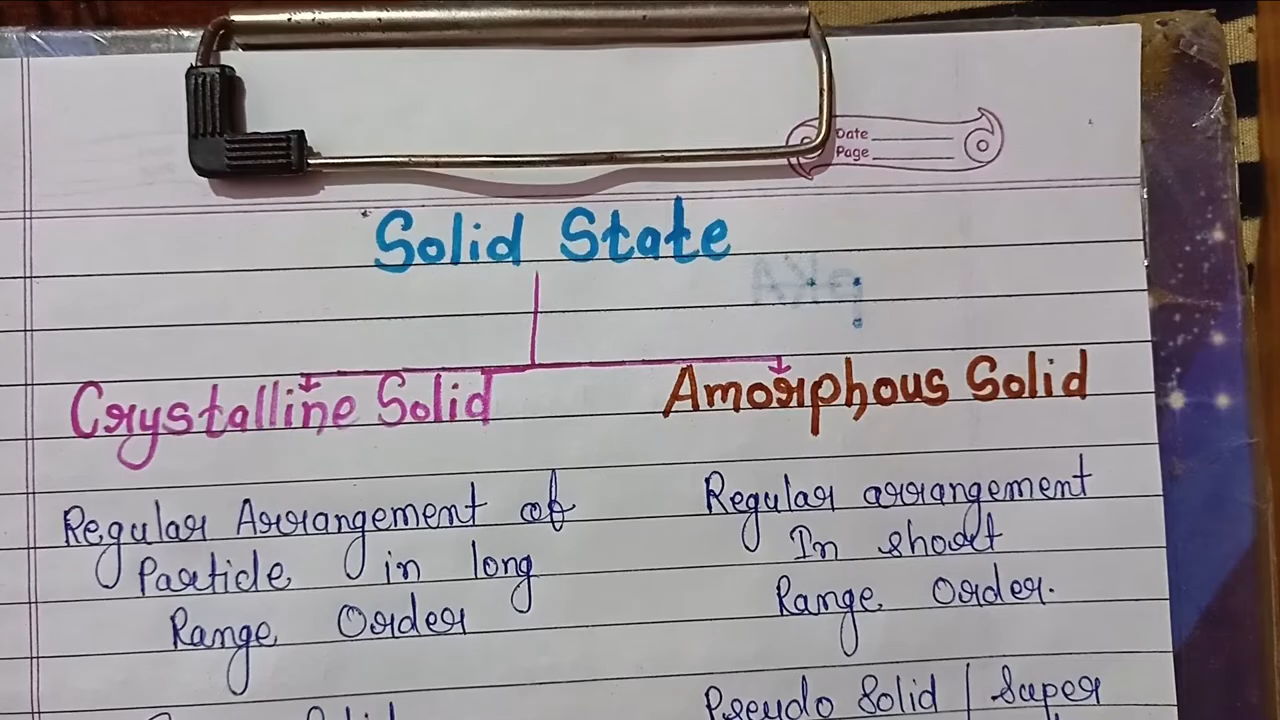 Date
Page
Solid State
Crystalline Solid
Amorphous Solid
Regular Arrangement of
Particle in long
Range Order
Regular arrangement
In short
Range Order.
Pseudo Solid / Super